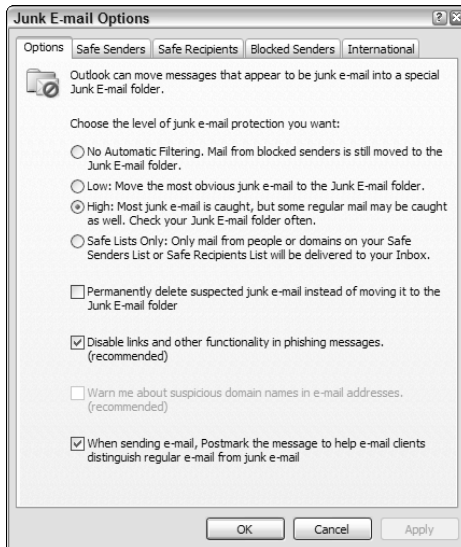 Junk E-mail Options
Options Safe Senders Safe Recipients Blocked Senders International
Outlook can move messages that appear to be junk e-mail into a special
Junk E-mail folder.
Choose the level of junk e-mail protection you want:
No Automatic Filtering. Mail from blocked senders is still moved to the
Junk E-mail folder.
Low: Move the most obvious junk e-mail to the Junk E-mail folder.
High: Most junk e-mail is caught, but some regular mail may be caught
as well. Check your Junk E-mail folder often.
Safe Lists Only: Only mail from people or domains on your Safe
Senders List or Safe Recipients List will be delivered to your Inbox.
Permanently delete suspected junk e-mail instead of moving it to the
Junk E-mail folder
Disable links and other functionality in phishing messages.
(recommended)
Warn me about suspicious domain names in e-mail addresses.
(recommended)
When sending e-mail, Postmark the message to help e-mail clients
distinguish regular e-mail from junk e-mail
OK Cancel Apply